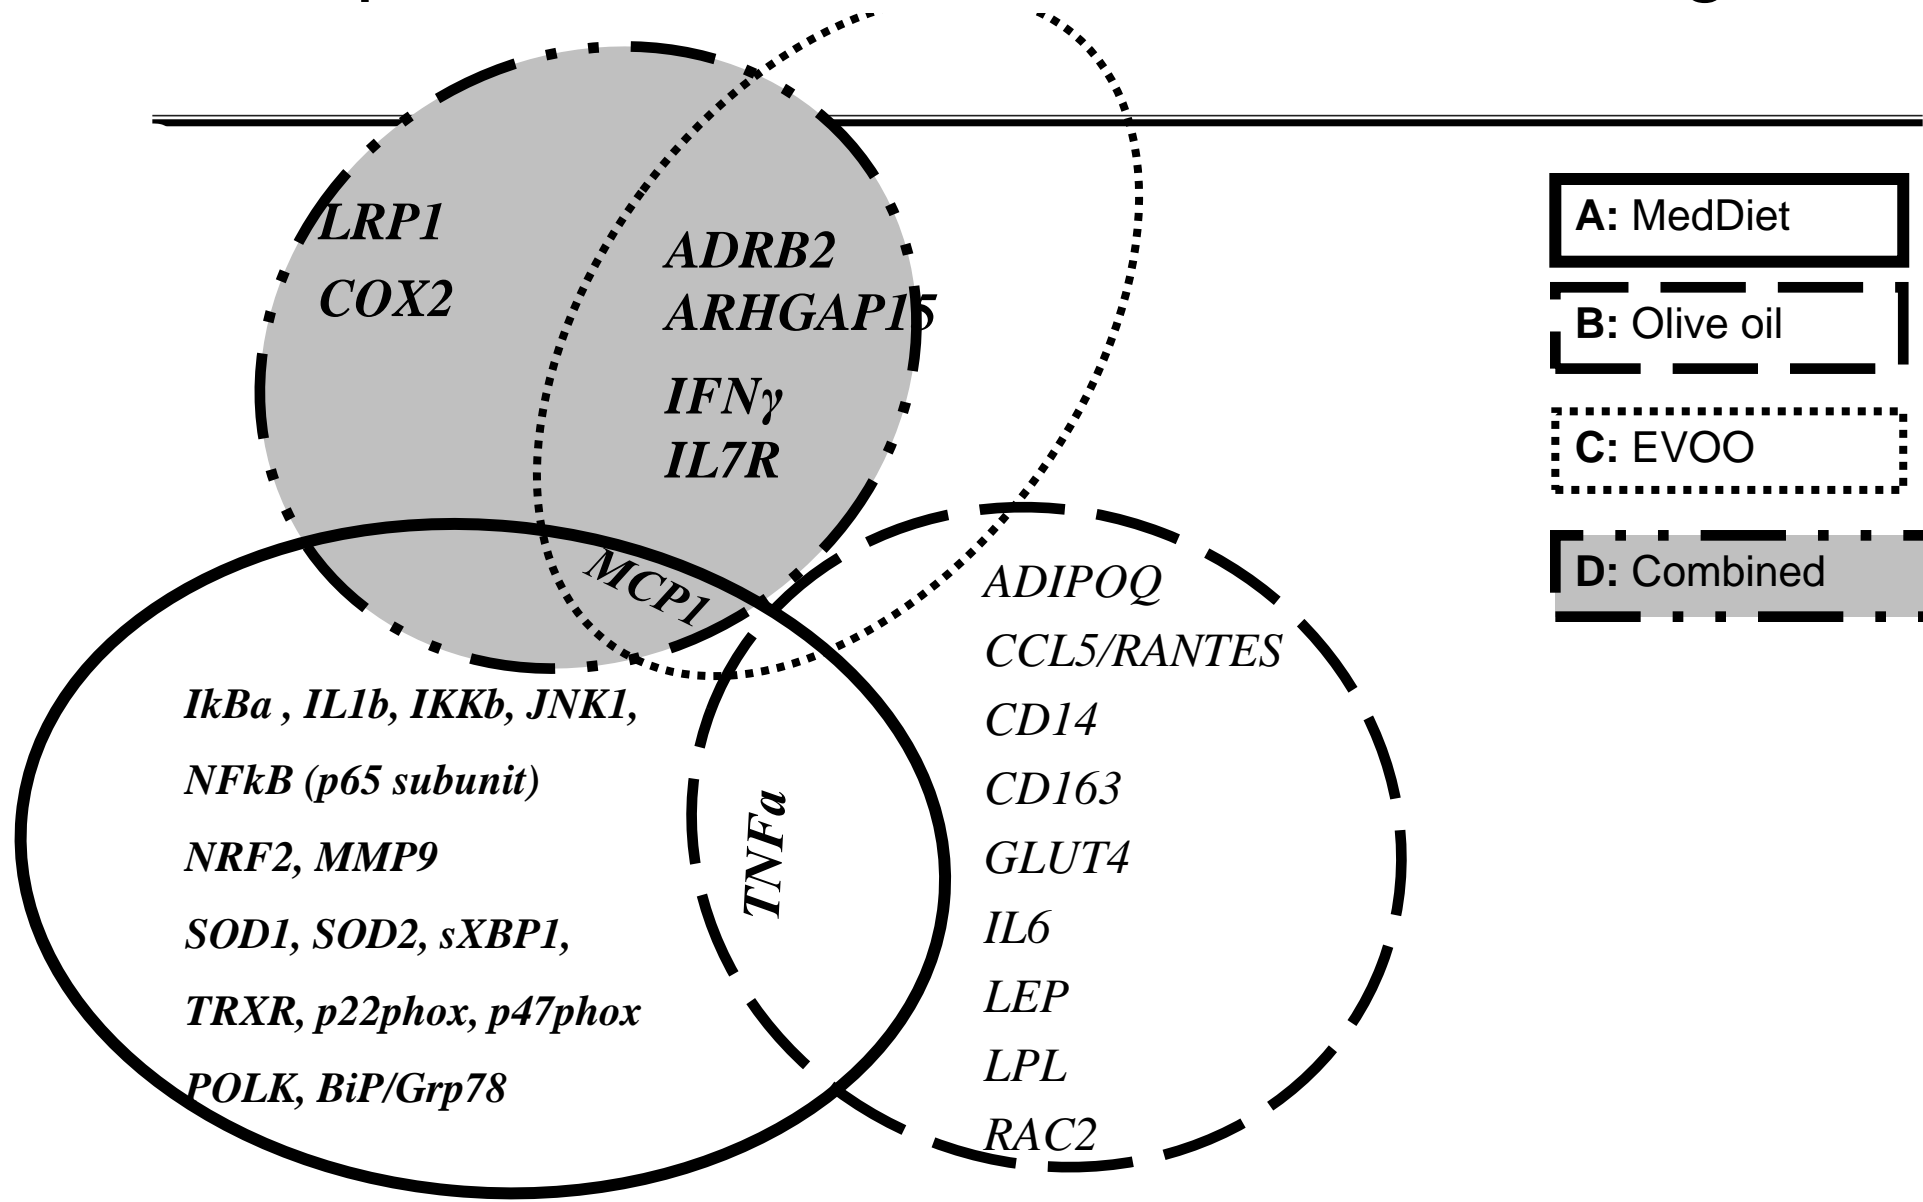 LRP1
COX2
ADRB2
ARHGAP15
IFNγ
IL7R
MCP1
IkBa , IL1b, IKKb, JNK1,
NFkB (p65 subunit)
NRF2, MMP9
SOD1, SOD2, sXBP1,
TRXR, p22phox, p47phox
POLK, BiP/Grp78
TNFa
ADIPOQ
CCL5/RANTES
CD14
CD163
GLUT4
IL6
LEP
LPL
RAC2
A: MedDiet
B: Olive oil
C: EVOO
D: Combined